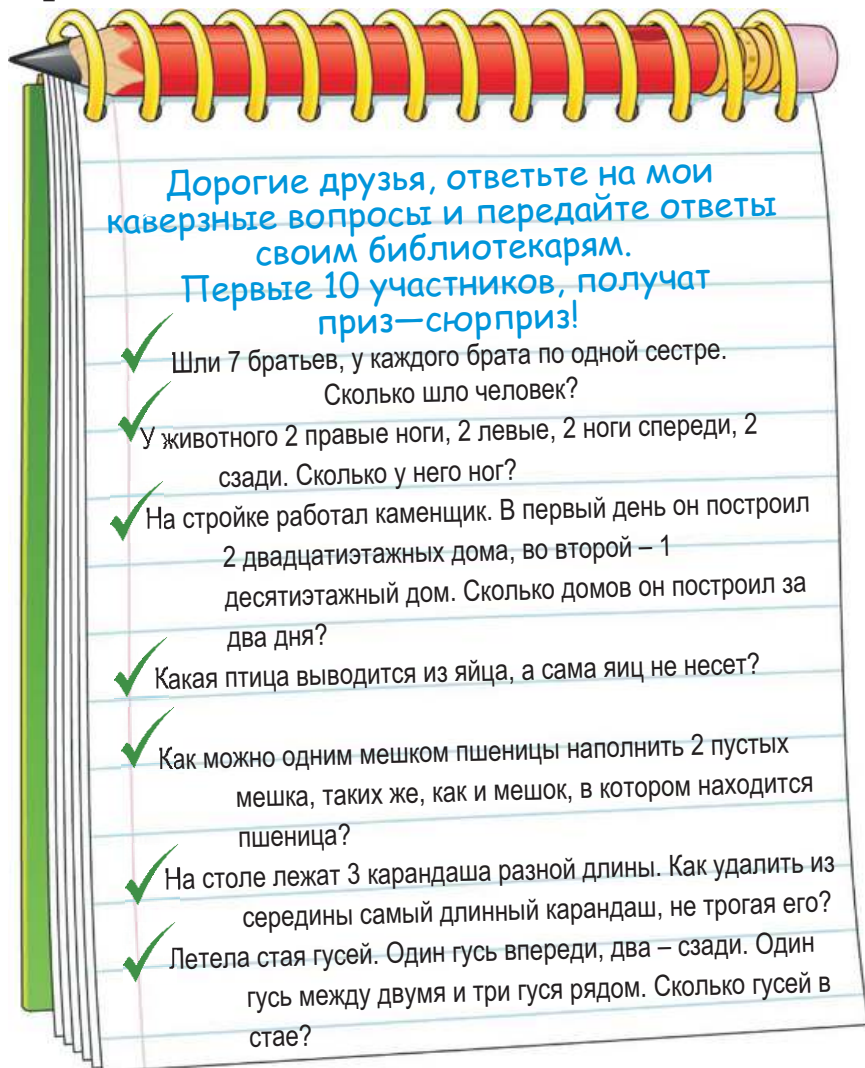 Дорогие друзья, ответьте на мои
каверзные вопросы и передайте ответы
своим библиотекарям.
Первые 10 участников, получат
приз—сюрприз!
Шли 7 братьев, у каждого брата по одной сестре.
Сколько шло человек?
У животного 2 правые ноги, 2 левые, 2 ноги спереди, 2
сзади. Сколько у него ног?
На стройке работал каменщик. В первый день он построил
2 двадцатиэтажных дома, во второй – 1
десятиэтажный дом. Сколько домов он построил за
два дня?
Какая птица выводится из яйца, а сама яиц не несет?
Как можно одним мешком пшеницы наполнить 2 пустых
мешка, таких же, как и мешок, в котором находится
пшеница?
На столе лежат 3 карандаша разной длины. Как удалить из
середины самый длинный карандаш, не трогая его?
Летела стая гусей. Один гусь впереди, два – сзади. Один
гусь между двумя и три гуся рядом. Сколько гусей в
стае?